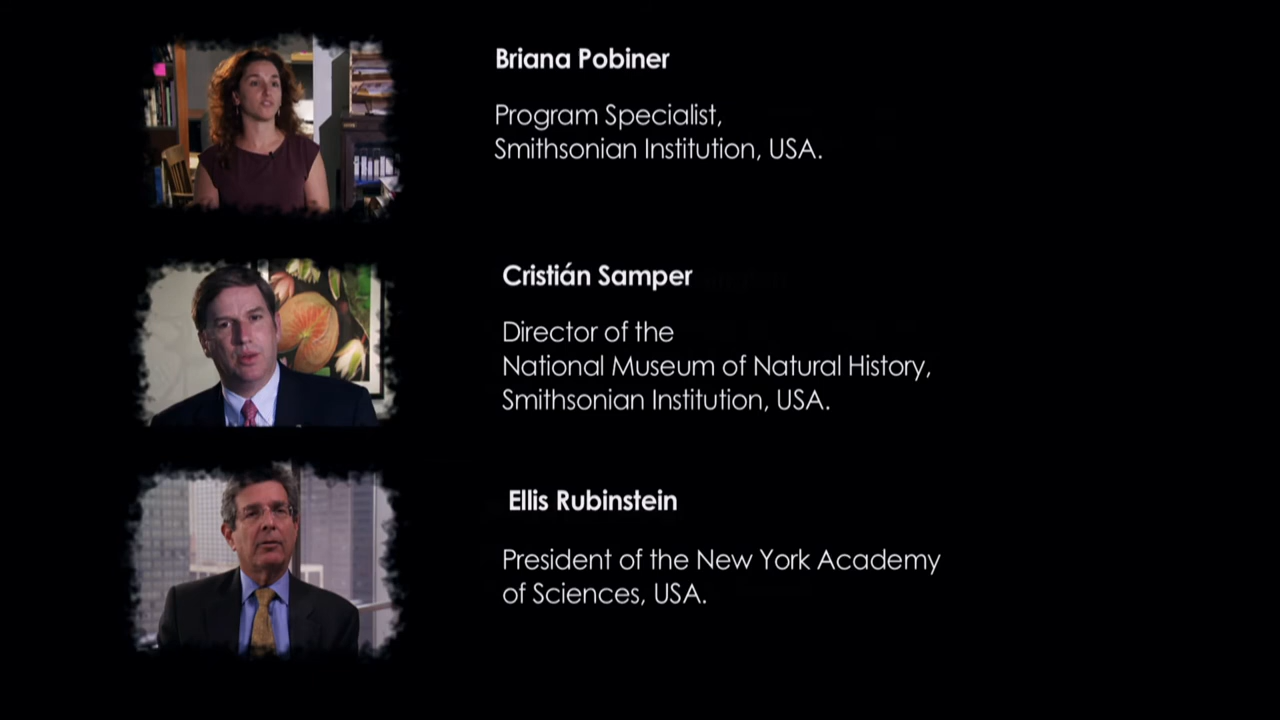 Briana Pobiner
Program Specialist,
Smithsonian Institution, USA.
Cristián Samper
Director of the
National Museum of Natural History,
Smithsonian Institution, USA.
Ellis Rubinstein
President of the New York Academy
of Sciences, USA.